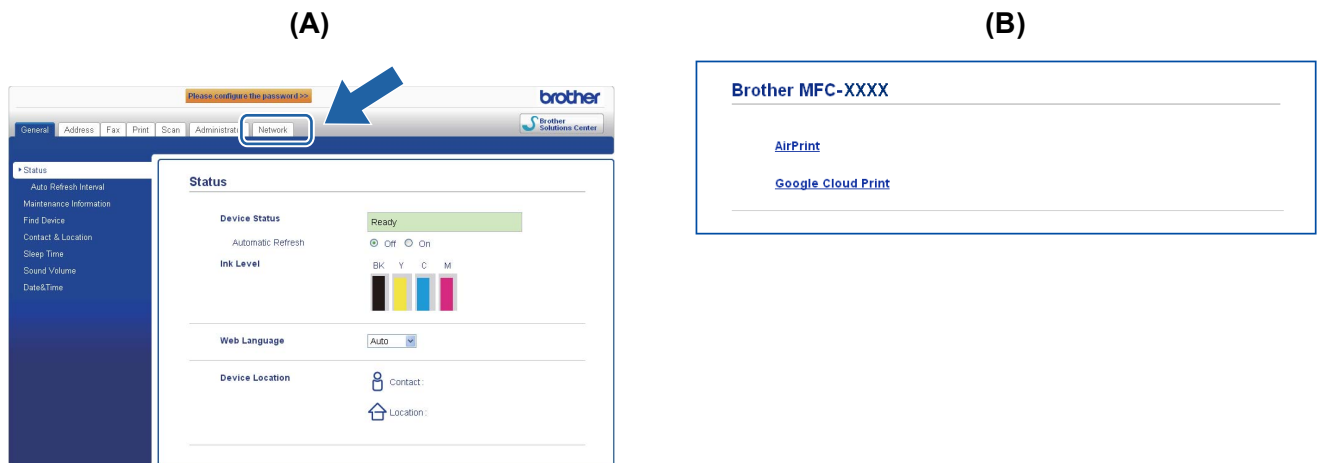 (A)
(B)
Please configure the password >>
brother
General Address Fax Print Scan Administrator Network
Brother
Solutions Center
Status
Auto Refresh Interval
Maintenance Information
Find Device
Contact & Location
Sleep Time
Sound Volume
Date&Time
Status
Device Status Ready
Automatic Refresh Off On
Ink Level BK Y C M
Web Language Auto
Device Location Contact :
Location :
Brother MFC-XXXX
AirPrint
Google Cloud Print